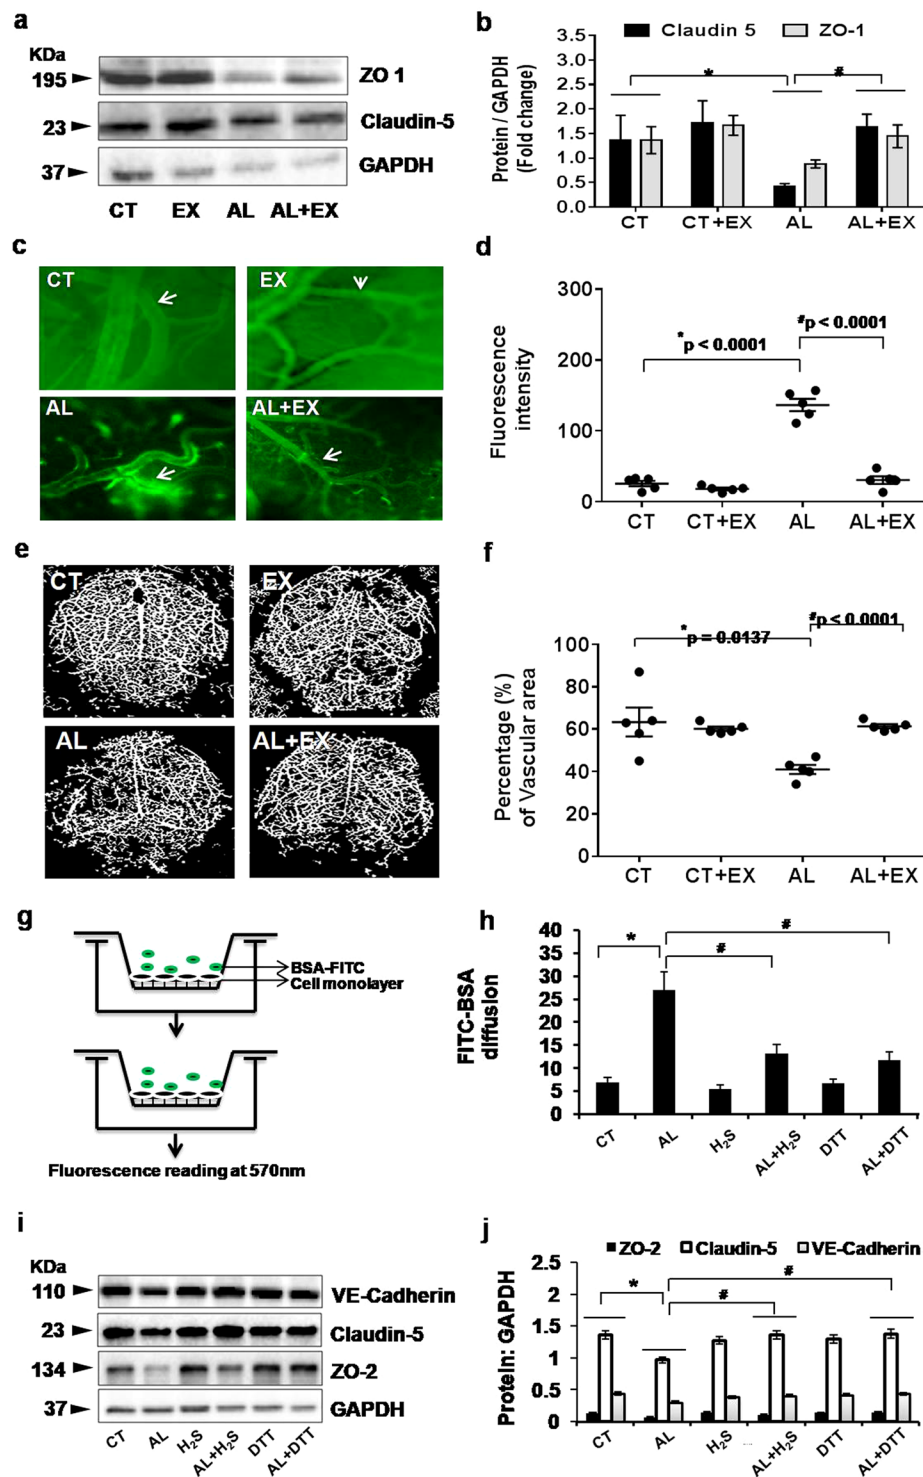 a
KDa
195
ZO 1
23
Claudin-5
37
GAPDH
CT EX AL AL+EX
b
Claudin 5 ZO-1
Protein / GAPDH
(Fold change)
3.5
3.0
2.5
2.0
1.5
1.0
0.5
0.0
* #
CT CT+EX AL AL+EX
c
CT EX
AL AL+EX
d
Fluorescence
intensity
300
200
100
0
*p < 0.0001
#p < 0.0001
CT CT+EX AL AL+EX
e
CT EX
AL AL+EX
f
Percentage (%)
of Vascular area
100
80
60
40
20
0
*p = 0.0137
#p < 0.0001
CT CT+EX AL AL+EX
g
BSA-FITC
Cell monolayer
Fluorescence reading at 570nm
h
FITC-BSA
diffusion
40
35
30
25
20
15
10
5
0
* # #
CT AL H₂S AL+H₂S DTT AL+DTT
i
KDa
110
VE-Cadherin
23
Claudin-5
134
ZO-2
37
GAPDH
CT AL H₂S AL+H₂S DTT AL+DTT
j
ZO-2 Claudin-5 VE-Cadherin
Protein: GAPDH
2.5
2
1.5
1
0.5
0
* # #
CT AL H₂S AL+H₂S DTT AL+DTT